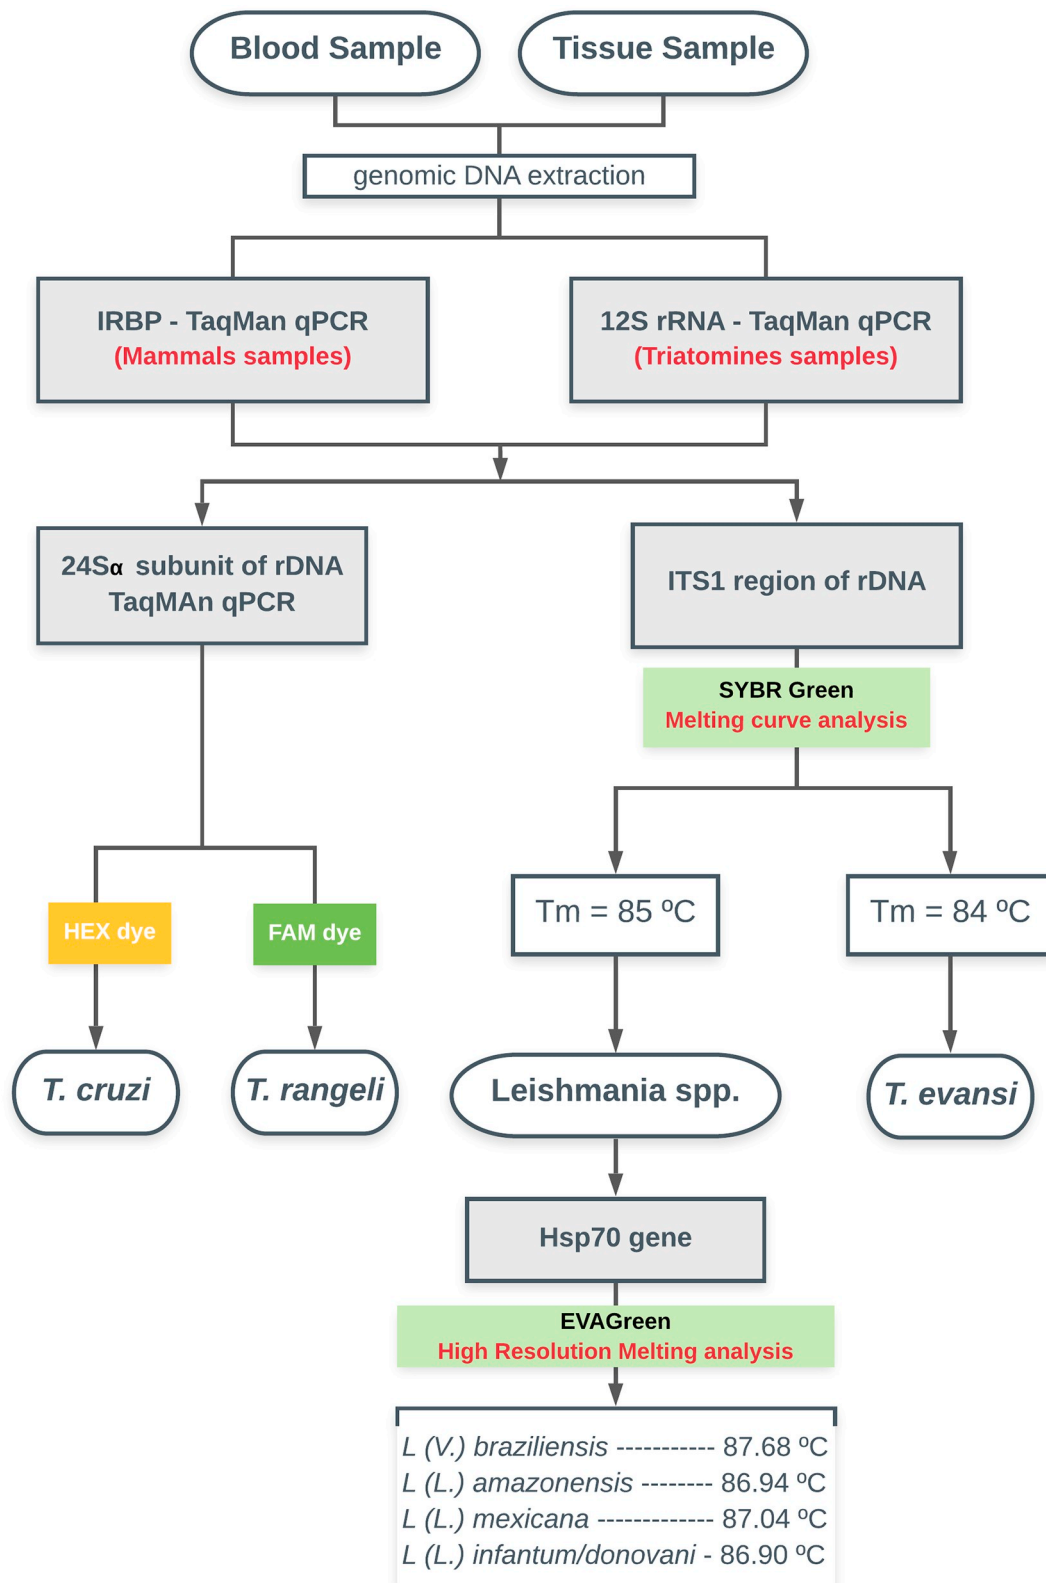 Blood Sample
Tissue Sample
genomic DNA extraction
IRBP - TaqMan qPCR
(Mammals samples)
12S rRNA - TaqMan qPCR
(Triatomines samples)
24Sα subunit of rDNA
TaqMAn qPCR
ITS1 region of rDNA
SYBR Green
Melting curve analysis
Tm = 85 ºC
Tm = 84 ºC
HEX dye
FAM dye
T. cruzi
T. rangeli
Leishmania spp.
T. evansi
Hsp70 gene
EVAGreen
High Resolution Melting analysis
L (V.) braziliensis ----------- 87.68 ºC
L (L.) amazonensis -------- 86.94 ºC
L (L.) mexicana ------------- 87.04 ºC
L (L.) infantum/donovani - 86.90 ºC